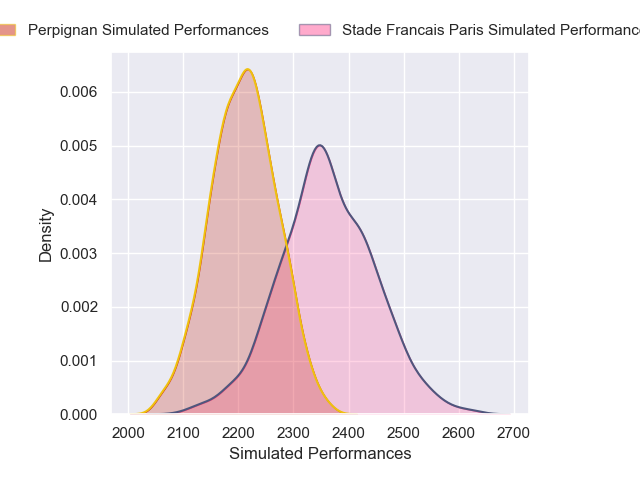 Perpignan Simulated Performances
Stade Francais Paris Simulated Performanc
0.006
0.005
0.004
0.003
0.002
0.001
0.000
Density
2000 2100 2200 2300 2400 2500 2600 2700
Simulated Performances